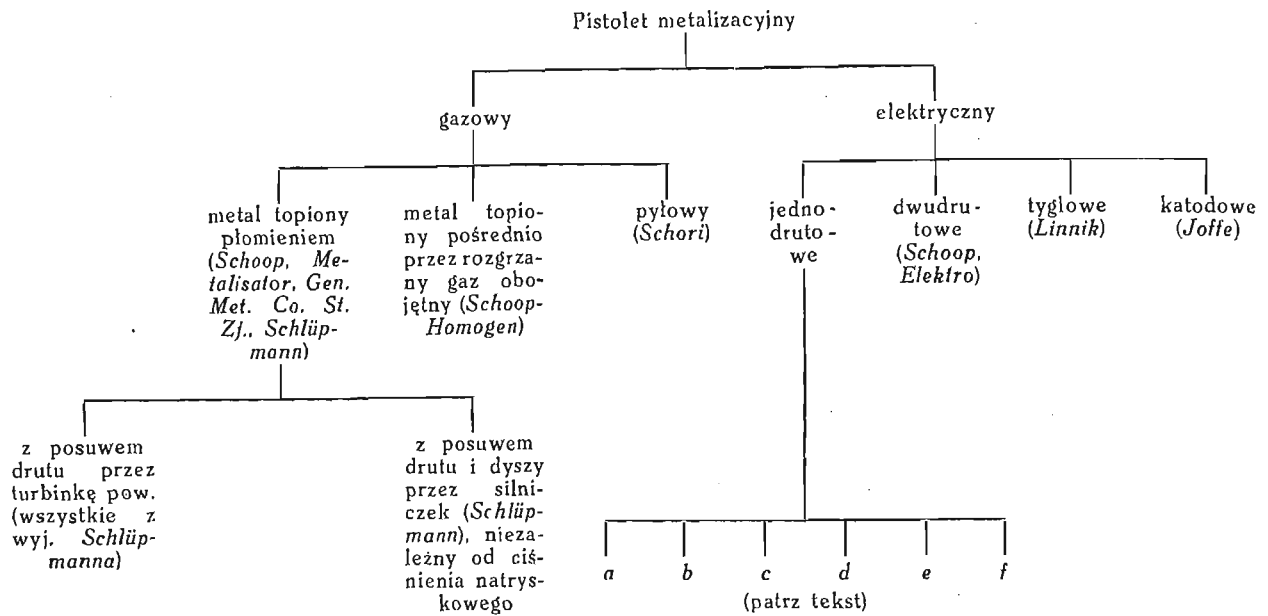 Pistolet metalizacyjny
gazowy
elektryczny
metal topiony
płomieniem
(Schoop, Me-
talisator, Gen.
Met. Co. St.
Zj., Schlüp-
mann)
metal topio-
ny pośrednio
przez rozgrza-
ny gaz obo-
jętny (Schoop-
Homogen)
pyłowy
(Schori)
jedno-
druto-
we
dwudru-
towe
(Schoop,
Elektro)
tyglowe
(Linnik)
katodowe
(Joffe)
z posuwem
drutu przez
turbinkę pow.
(wszystkie z
wyj. Schlüp-
manna)
z posuwem
drutu i dyszy
przez silni-
czek (Schlüp-
mann), nieza-
leżny od ciś-
nienia natrys-
kowego
a b c d e f
(patrz tekst)